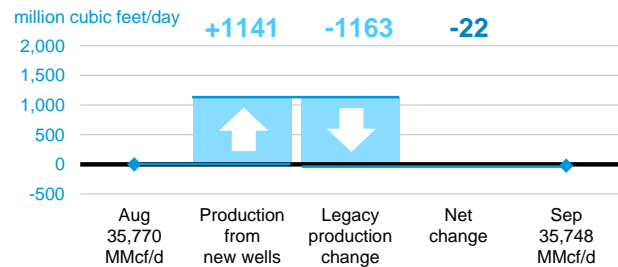 million cubic feet/day
+1141 -1163 -22
2,000
1,500
1,000
500
0
-500
Aug
35,770
MMcf/d
Production
from
new wells
Legacy
production
change
Net
change
Sep
35,748
MMcf/d